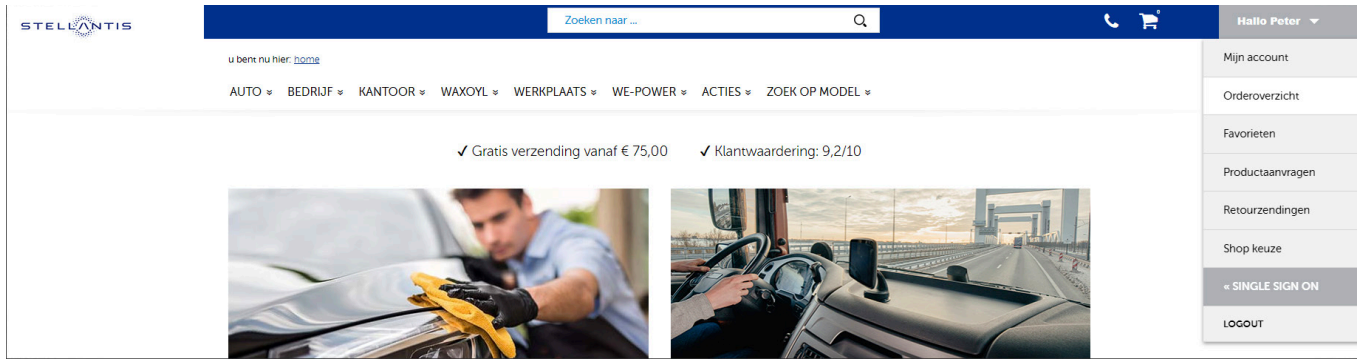 STELLANTIS
Zoeken naar ...
0
Hallo Peter
u bent nu hier: home
AUTO BEDRIJF KANTOOR WAXOYL WERKPLAATS WE-POWER ACTIES ZOEK OP MODEL
✓ Gratis verzending vanaf € 75,00 ✓ Klantwaardering: 9,2/10
Mijn account
Orderoverzicht
Favorieten
Productaanvragen
Retourzendingen
Shop keuze
« SINGLE SIGN ON
LOGOUT